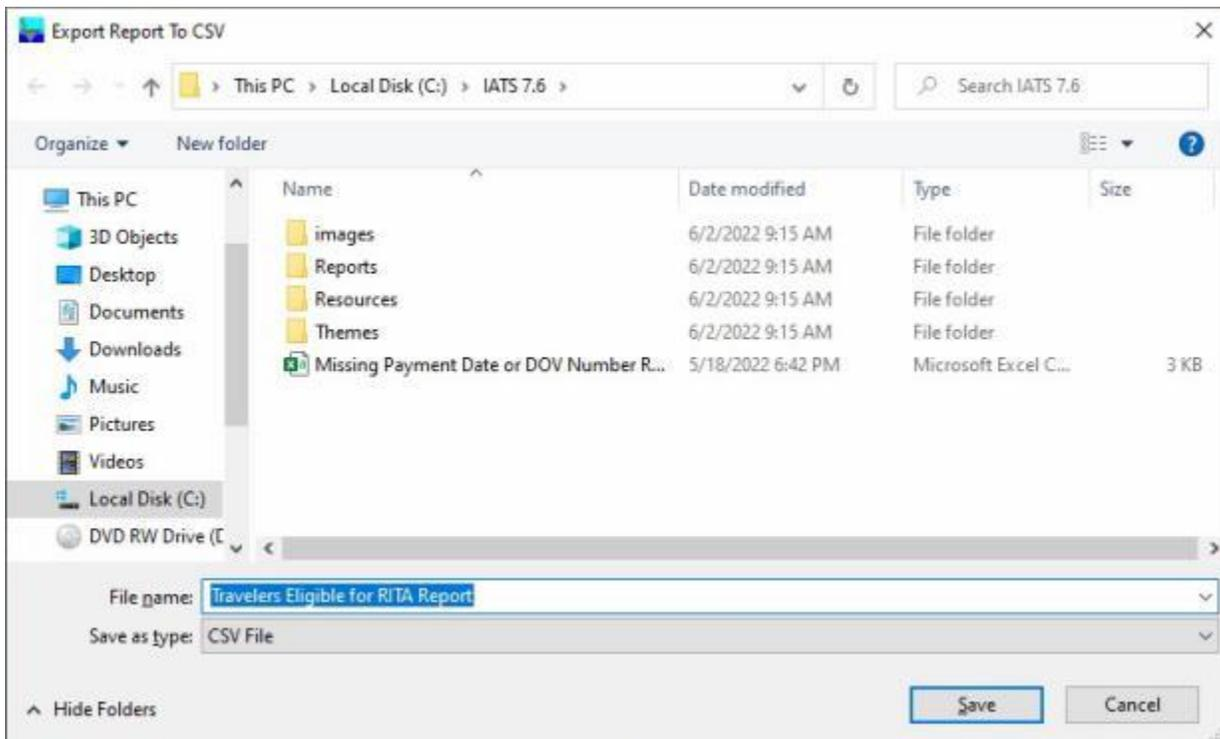 Export Report To CSV
This PC > Local Disk (C:) > IATS 7.6 >
Search IATS 7.6
Organize
New folder
Name Date modified Type Size
This PC
3D Objects
Desktop
Documents
Downloads
Music
Pictures
Videos
Local Disk (C:)
DVD RW Drive (D
images 6/2/2022 9:15 AM File folder
Reports 6/2/2022 9:15 AM File folder
Resources 6/2/2022 9:15 AM File folder
Themes 6/2/2022 9:15 AM File folder
Missing Payment Date or DOV Number R... 5/18/2022 6:42 PM Microsoft Excel C... 3 KB
File name: Travelers Eligible for RITA Report
Save as type: CSV File
Hide Folders
Save
Cancel